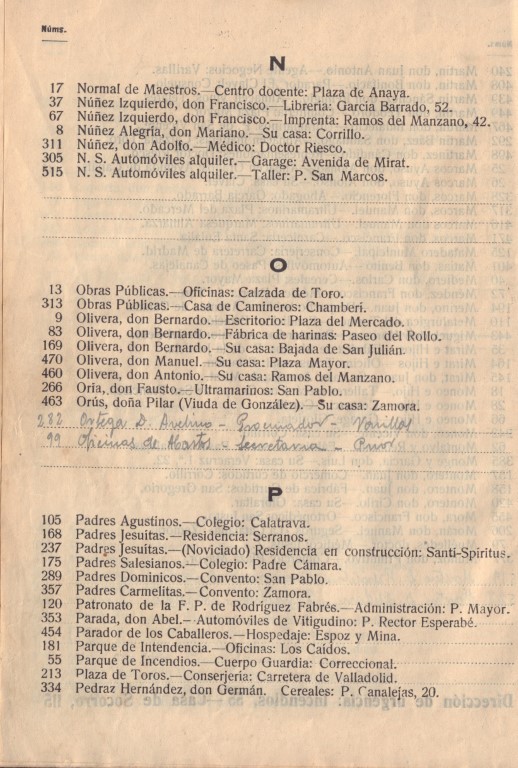 Núms.
N
17 Normal de Maestros.—Centro docente: Plaza de Anaya.
37 Núñez Izquierdo, don Francisco.—Libreria: Garcia Barrado, 52.
67 Núñez Izquierdo, don Francisco.—Imprenta: Ramos del Manzano, 42.
8 Núñez Alegría, don Mariano.—Su casa: Corrillo.
311 Núñez, don Adolfo.—Médico: Doctor Riesco.
305 N. S. Automóviles alquiler.—Garage: Avenida de Mirat.
515 N. S. Automóviles alquiler.—Taller: P. San Marcos.
O
13 Obras Públicas.—Oficinas: Calzada de Toro.
313 Obras Públicas.—Casa de Camineros: Chamberi.
9 Olivera, don Bernardo.—Escritorio: Plaza del Mercado.
83 Olivera, don Bernardo.—Fábrica de harinas: Paseo del Rollo.
169 Olivera, don Bernardo.—Su casa: Bajada de San Julián.
470 Olivera, don Manuel.—Su casa: Plaza Mayor.
460 Olivera, don Antonio.—Su casa: Ramos del Manzano.
266 Oria, don Fausto.—Ultramarinos: San Pablo.
463 Orús, doña Pilar (Viuda de González).—Su casa: Zamora.
282 Ortega D. Avelino - Procurador - Varillas
99 Oficinas de - Secretaria - Prior
P
105 Padres Agustinos.—Colegio: Calatrava.
168 Padres Jesuitas.—Residencia: Serranos.
237 Padres Jesuitas.—(Noviciado) Residencia en construcción: Santi-Spiritus.
175 Padres Salesianos.—Colegio: Padre Cámara.
289 Padres Dominicos.—Convento: San Pablo.
357 Padres Carmelitas.—Convento: Zamora.
120 Patronato de la F. P. de Rodríguez Fabrés.—Administración: P. Mayor.
353 Parada, don Abel.—Automóviles de Vitigudino: P. Rector Esperabé.
454 Parador de los Caballeros.—Hospedaje: Espoz y Mina.
181 Parque de Intendencia.—Oficinas: Los Caídos.
55 Parque de Incendios.—Cuerpo Guardia: Correccional.
213 Plaza de Toros.—Conserjería: Carretera de Valladolid.
334 Pedraz Hernández, don Germán. Cereales: P. Canalejas, 20.